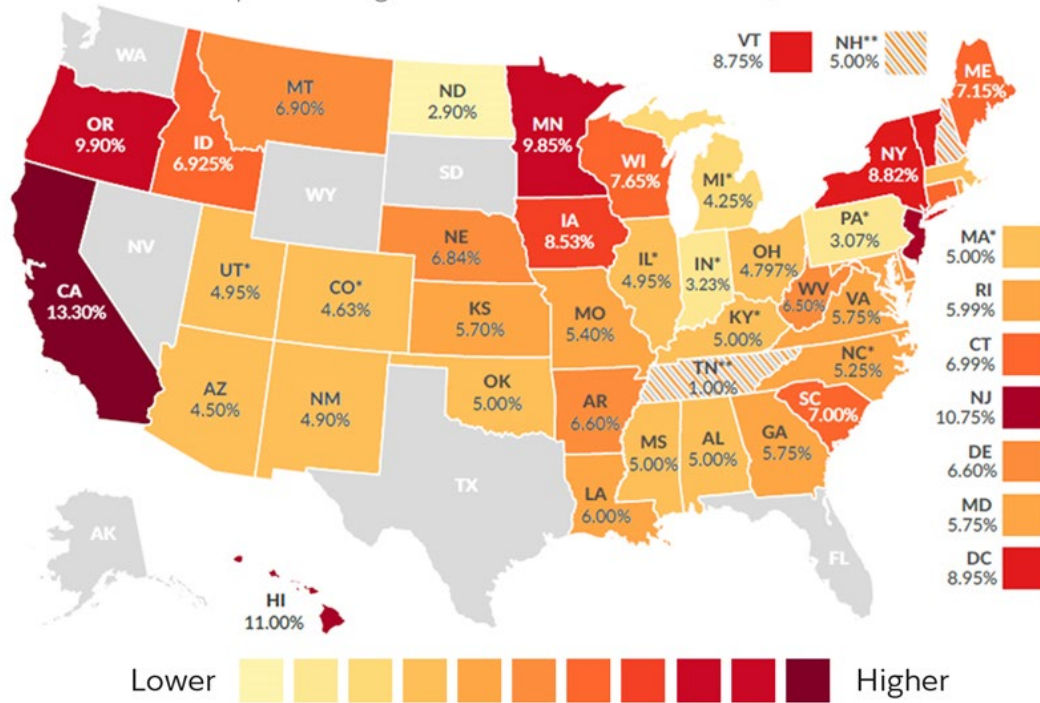 WA
MT
6.90%
ND
2.90%
MN
9.85%
VT
8.75%
NH**
5.00%
ME
7.15%
OR
9.90%
ID
6.925%
WY
SD
WI
7.65%
MI*
4.25%
NY
8.82%
NV
UT*
4.95%
CO*
4.63%
NE
6.84%
IA
8.53%
IL*
4.95%
IN*
3.23%
OH
4.797%
PA*
3.07%
CA
13.30%
KS
5.70%
MO
5.40%
KY*
5.00%
WV
6.50%
VA
5.75%
AZ
4.50%
NM
4.90%
OK
5.00%
AR
6.60%
TN**
1.00%
NC*
5.25%
SC
7.00%
TX
LA
6.00%
MS
5.00%
AL
5.00%
GA
5.75%
FL
AK
HI
11.00%
MA*
5.00%
RI
5.99%
CT
6.99%
NJ
10.75%
DE
6.60%
MD
5.75%
DC
8.95%
Lower
Higher